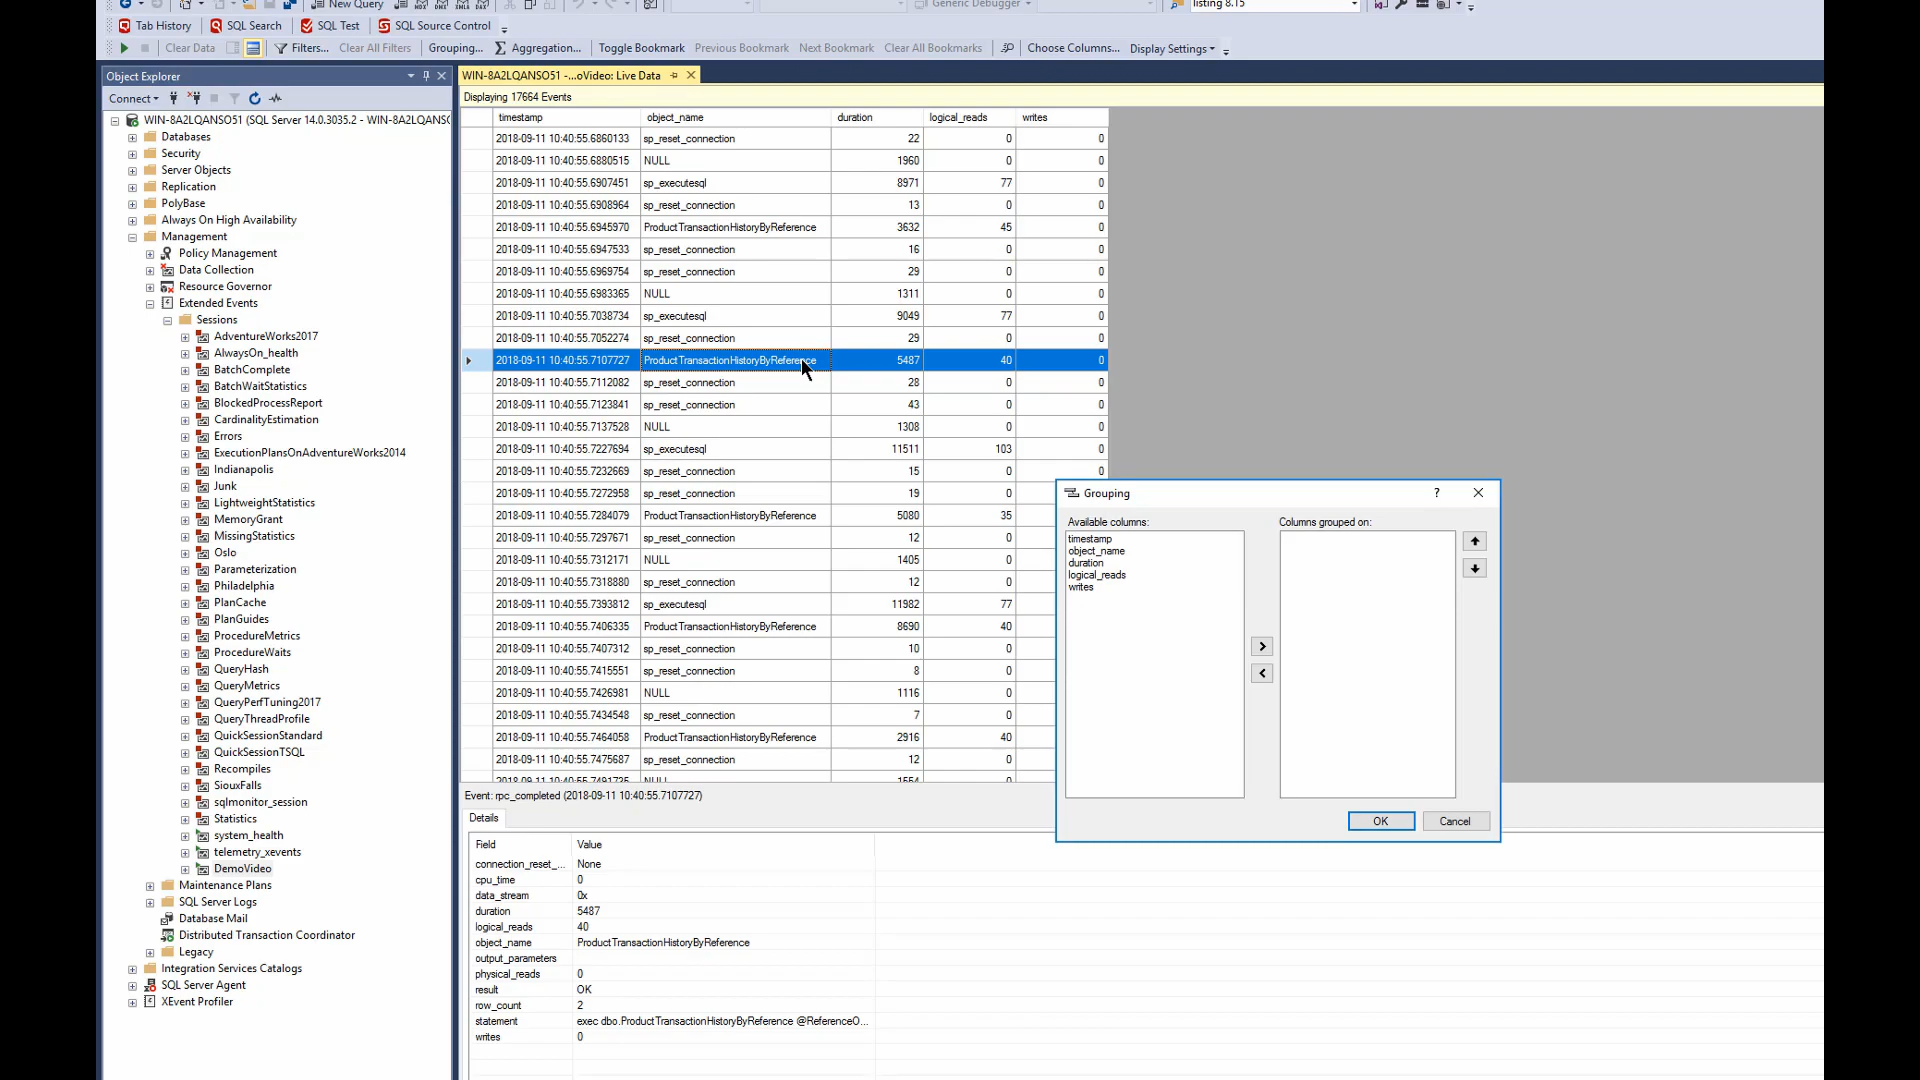 New Query
Generic Debugger
listing 8.15
Tab History
SQL Search
SQL Test
SQL Source Control
Clear Data
Filters...
Clear All Filters
Grouping...
Aggregation...
Toggle Bookmark
Previous Bookmark
Next Bookmark
Clear All Bookmarks
Choose Columns...
Display Settings
Object Explorer
Connect
WIN-8A2LQANSO51 (SQL Server 14.0.3035.2 - WIN-8A2LQANSO
Databases
Security
Server Objects
Replication
PolyBase
Always On High Availability
Management
Policy Management
Data Collection
Resource Governor
Extended Events
Sessions
AdventureWorks2017
AlwaysOn_health
BatchComplete
BatchWaitStatistics
BlockedProcessReport
CardinalityEstimation
Errors
ExecutionPlansOnAdventureWorks2014
Indianapolis
Junk
LightweightStatistics
MemoryGrant
MissingStatistics
Oslo
Parameterization
Philadelphia
PlanCache
PlanGuides
ProcedureMetrics
ProcedureWaits
QueryHash
QueryMetrics
QueryPerfTuning2017
QueryThreadProfile
QuickSessionStandard
QuickSessionTSQL
Recompiles
SiouxFalls
sqlmonitor_session
Statistics
system_health
telemetry_xevents
DemoVideo
Maintenance Plans
SQL Server Logs
Database Mail
Distributed Transaction Coordinator
Legacy
Integration Services Catalogs
SQL Server Agent
XEvent Profiler
WIN-8A2LQANSO51 -...oVideo: Live Data
Displaying 17664 Events
timestamp object_name duration logical_reads writes
2018-09-11 10:40:55.6860133 sp_reset_connection 22 0 0
2018-09-11 10:40:55.6880515 NULL 1960 0 0
2018-09-11 10:40:55.6907451 sp_executesql 8971 77 0
2018-09-11 10:40:55.6908964 sp_reset_connection 13 0 0
2018-09-11 10:40:55.6945970 ProductTransactionHistoryByReference 3632 45 0
2018-09-11 10:40:55.6947533 sp_reset_connection 16 0 0
2018-09-11 10:40:55.6969754 sp_reset_connection 29 0 0
2018-09-11 10:40:55.6983365 NULL 1311 0 0
2018-09-11 10:40:55.7038734 sp_executesql 9049 77 0
2018-09-11 10:40:55.7052274 sp_reset_connection 29 0 0
2018-09-11 10:40:55.7107727 ProductTransactionHistoryByReference 5487 40 0
2018-09-11 10:40:55.7112082 sp_reset_connection 28 0 0
2018-09-11 10:40:55.7123841 sp_reset_connection 43 0 0
2018-09-11 10:40:55.7137528 NULL 1308 0 0
2018-09-11 10:40:55.7227694 sp_executesql 11511 103 0
2018-09-11 10:40:55.7232669 sp_reset_connection 15 0 0
2018-09-11 10:40:55.7272958 sp_reset_connection 19 0
2018-09-11 10:40:55.7284079 ProductTransactionHistoryByReference 5080 35
2018-09-11 10:40:55.7297671 sp_reset_connection 12 0
2018-09-11 10:40:55.7312171 NULL 1405 0
2018-09-11 10:40:55.7318880 sp_reset_connection 12 0
2018-09-11 10:40:55.7393812 sp_executesql 11982 77
2018-09-11 10:40:55.7406335 ProductTransactionHistoryByReference 8690 40
2018-09-11 10:40:55.7407312 sp_reset_connection 10 0
2018-09-11 10:40:55.7415551 sp_reset_connection 8 0
2018-09-11 10:40:55.7426981 NULL 1116 0
2018-09-11 10:40:55.7434548 sp_reset_connection 7 0
2018-09-11 10:40:55.7464058 ProductTransactionHistoryByReference 2916 40
2018-09-11 10:40:55.7475687 sp_reset_connection 12 0
2018-09-11 10:40:55.7491735 NULL 1554 0
Event: rpc_completed (2018-09-11 10:40:55.7107727)
Details
Field Value
connection_reset_... None
cpu_time 0
data_stream 0x
duration 5487
logical_reads 40
object_name ProductTransactionHistoryByReference
output_parameters
physical_reads 0
result OK
row_count 2
statement exec dbo.ProductTransactionHistoryByReference @ReferenceO...
writes 0
Grouping
?
Available columns:
timestamp
object_name
duration
logical_reads
writes
Columns grouped on:
OK
Cancel